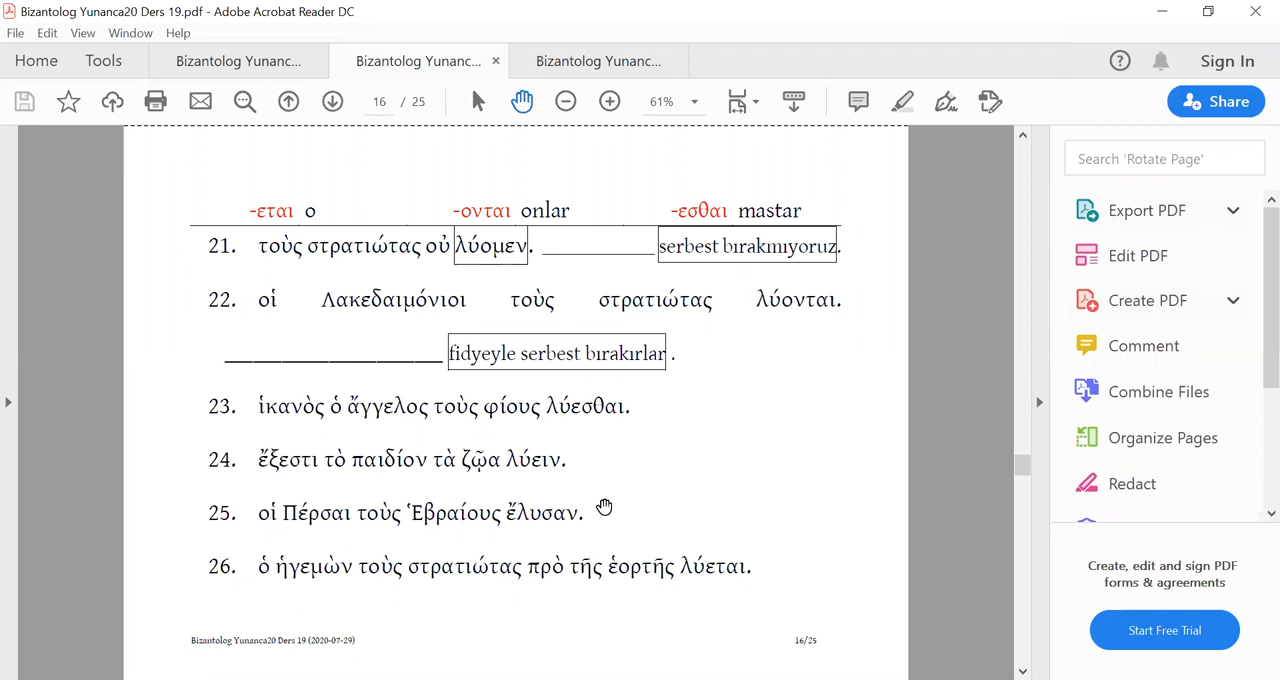 Bizantolog Yunanca20 Ders 19.pdf - Adobe Acrobat Reader DC
File Edit View Window Help
Home Tools Bizantolog Yunanc... Bizantolog Yunanc... × Bizantolog Yunanc... Sign In
16 / 25 61% Share
-εται ο -ονται onlar -εσθαι mastar
21. τοὺς στρατιώτας οὐ λύομεν. __________ serbest bırakmıyoruz.
22. οἱ Λακεδαιμόνιοι τοὺς στρατιώτας λύονται.
____________________ fidyeyle serbest bırakırlar .
23. ἱκανὸς ὁ ἄγγελος τοὺς φίους λύεσθαι.
24. ἔξεστι τὸ παιδίον τὰ ζῷα λύειν.
25. οἱ Πέρσαι τοὺς Ἑβραίους ἔλυσαν.
26. ὁ ἡγεμὼν τοὺς στρατιώτας πρὸ τῆς ἑορτῆς λύεται.
Bizantolog Yunanca20 Ders 19 (2020-07-29) 16/25
Search 'Rotate Page'
Export PDF
Edit PDF
Create PDF
Comment
Combine Files
Organize Pages
Redact
Create, edit and sign PDF
forms & agreements
Start Free Trial